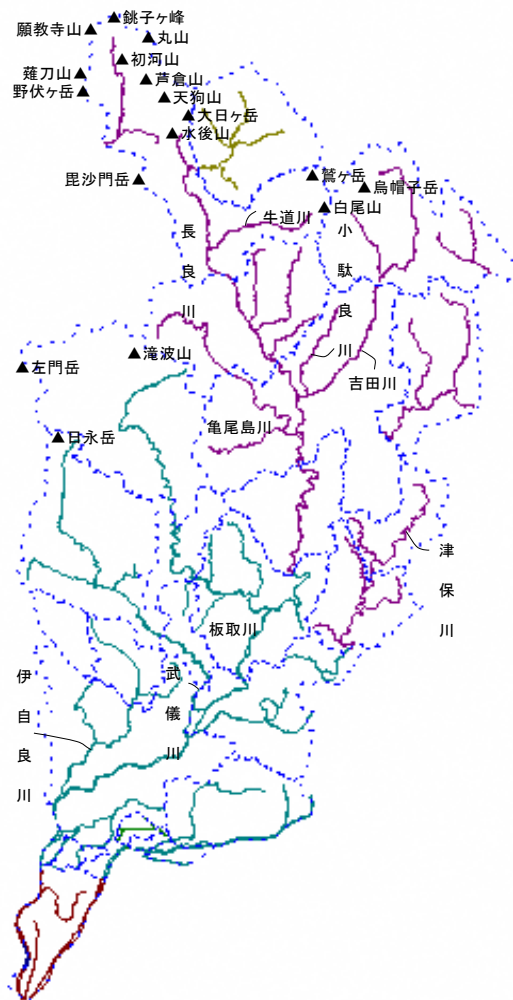 ▲銚子ヶ峰
願教寺山▲
▲丸山
▲初河山
薙刀山▲
▲芦倉山
野伏ヶ岳▲
▲天狗山
▲大日ヶ岳
▲水後山
毘沙門岳▲
▲鷲ヶ岳
▲烏帽子岳
▲白尾山
牛道川
長良川
小駄良川
▲滝波山
▲左門岳
吉田川
亀尾島川
▲日永岳
津保川
板取川
武儀川
伊自良川